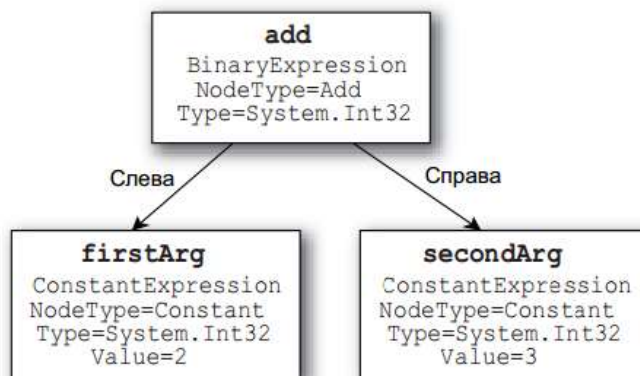 add
BinaryExpression
NodeType=Add
Type=System.Int32
Слева
Справа
firstArg
ConstantExpression
NodeType=Constant
Type=System.Int32
Value=2
secondArg
ConstantExpression
NodeType=Constant
Type=System.Int32
Value=3